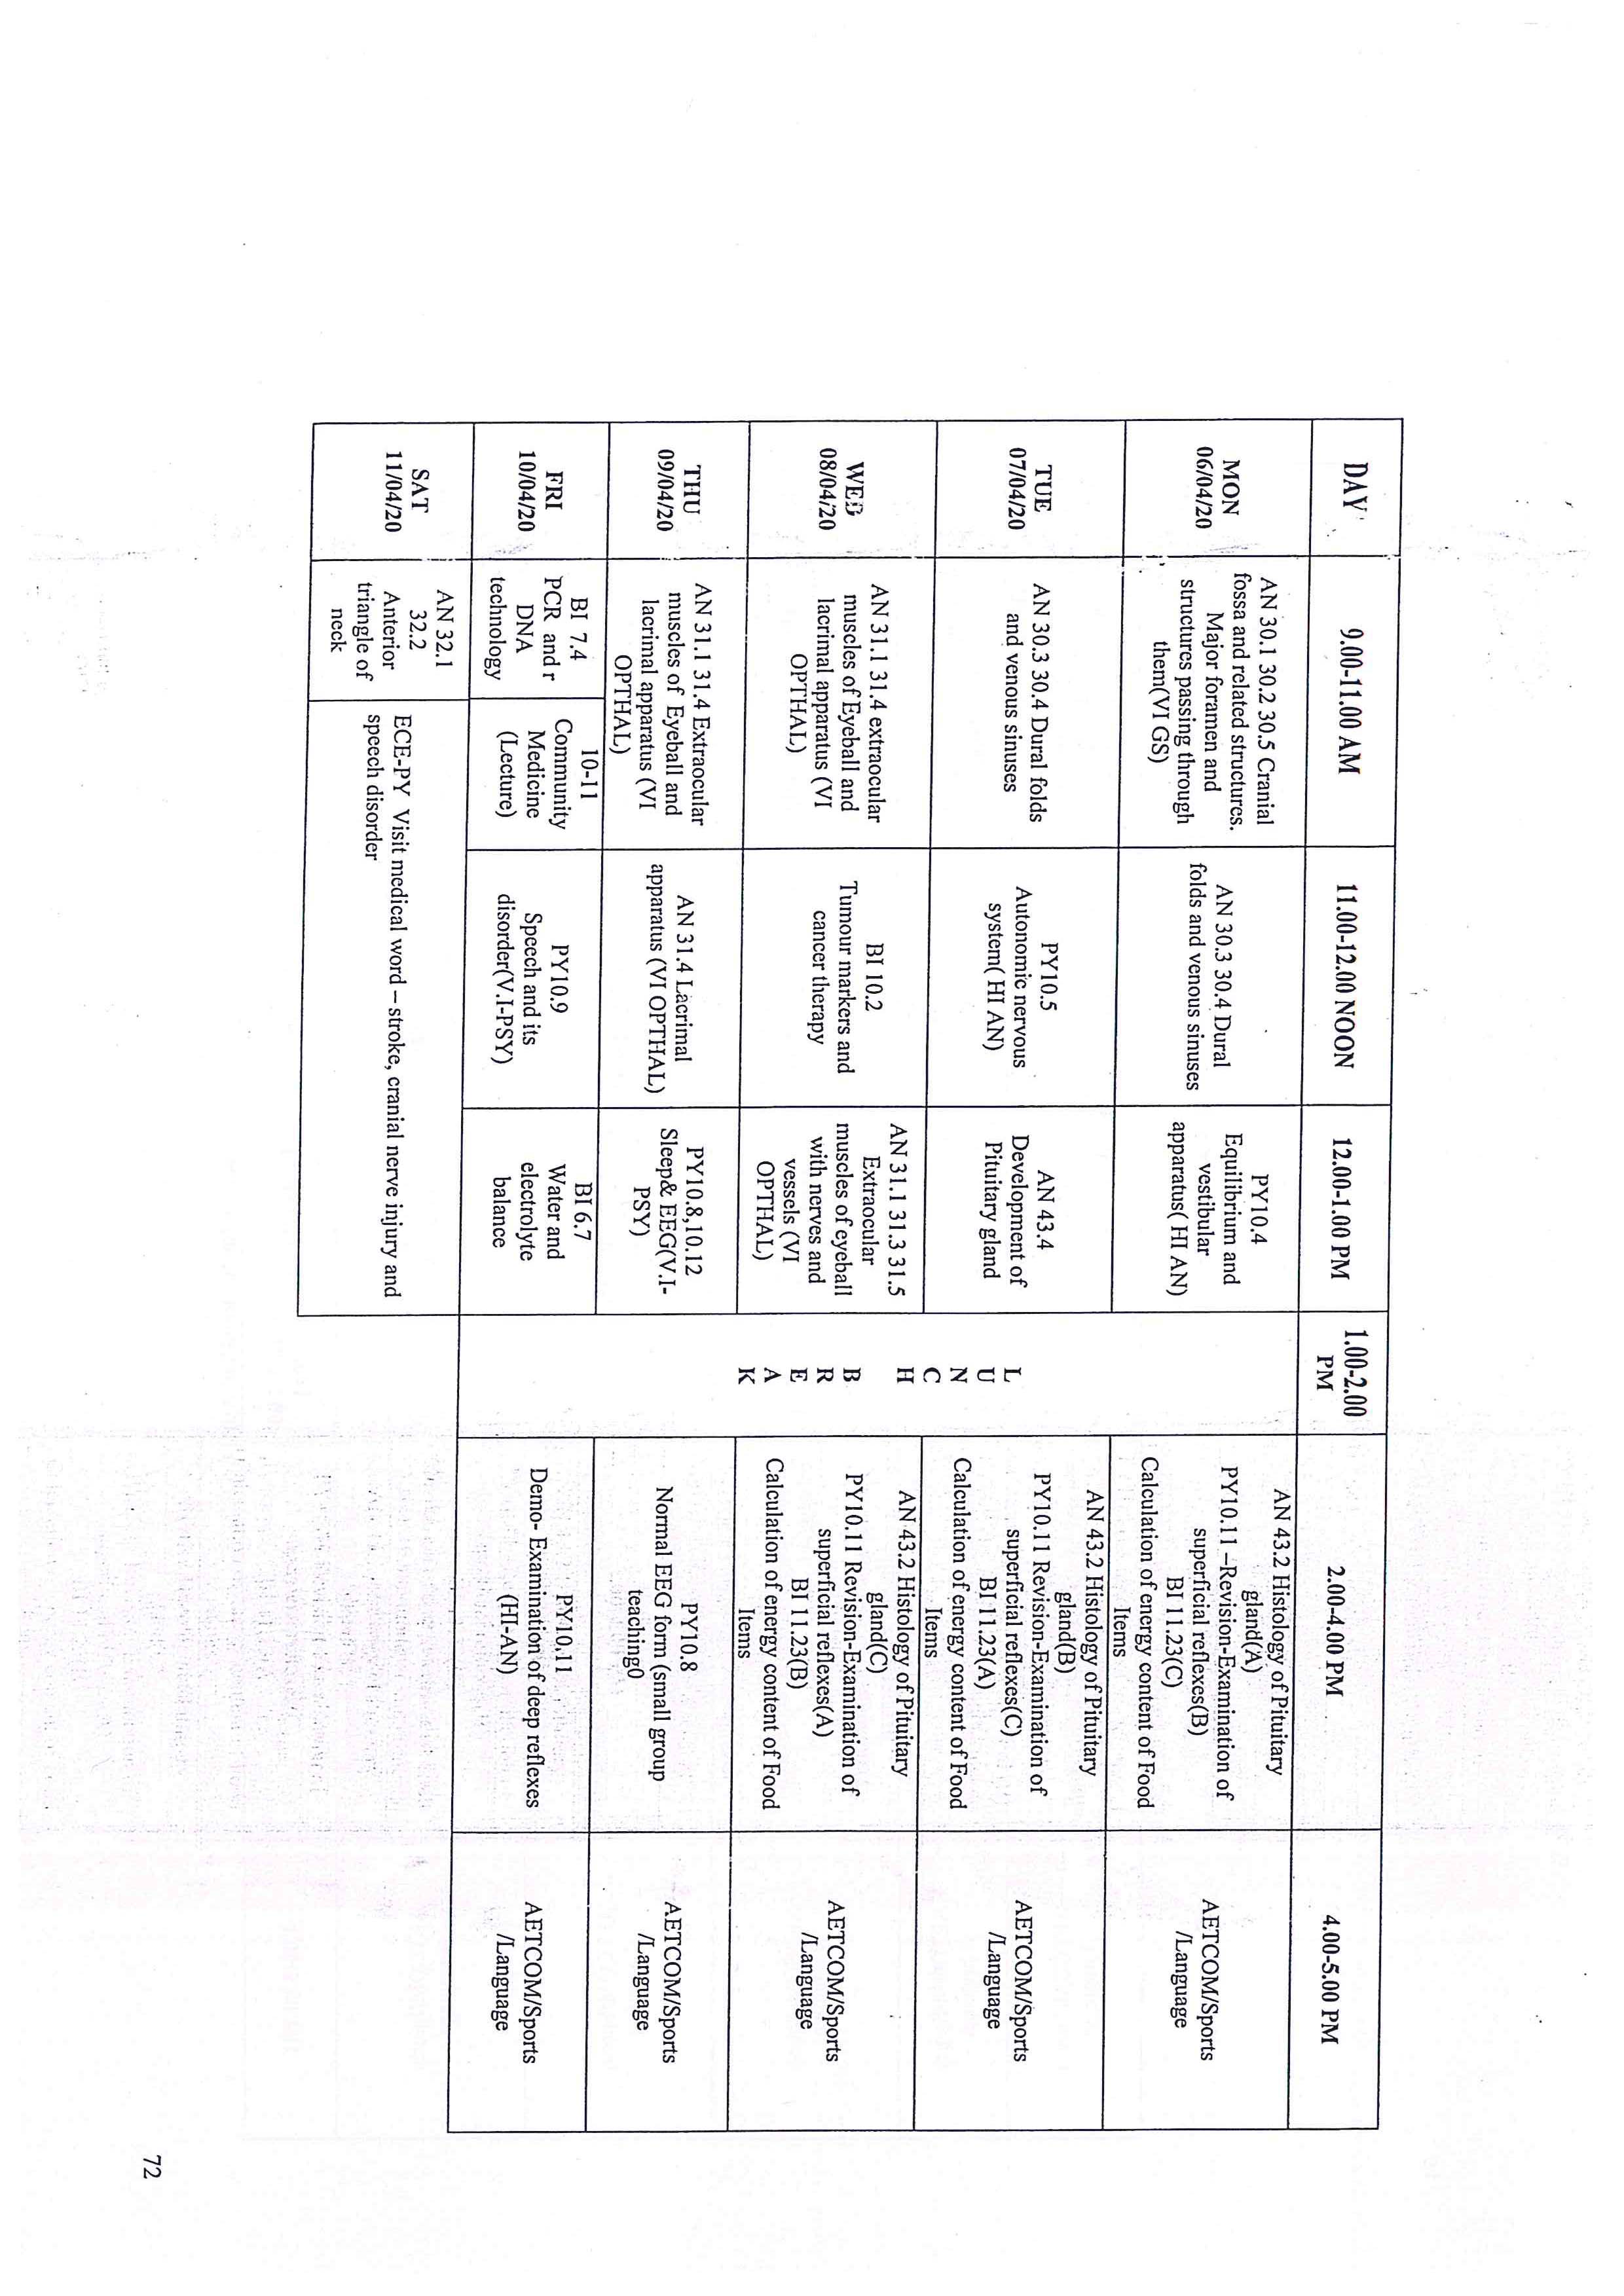 DAY
9.00-11.00 AM
11.00-12.00 NOON
12.00-1.00 PM
1.00-2.00
PM
2.00-4.00 PM
4.00-5.00 PM
MON
06/04/20
AN 30.1 30.2 30.5 Cranial
fossa and related structures.
Major foramen and
structures passing through
them(VI GS)
AN 30.3 30.4 Dural
folds and venous sinuses
PY10.4
Equilibrium and
vestibular
apparatus( HI AN)
L
U
N
C
H
B
R
E
A
K
AN 43.2 Histology of Pituitary
gland(A)
PY10.11 –Revision-Examination of
superficial reflexes(B)
BI 11.23(C)
Calculation of energy content of Food
Items
AETCOM/Sports
/Language
TUE
07/04/20
AN 30.3 30.4 Dural folds
and venous sinuses
PY10.5
Autonomic nervous
system( HI AN)
AN 43.4
Development of
Pituitary gland
AN 43.2 Histology of Pituitary
gland(B)
PY10.11 Revision-Examination of
superficial reflexes(C)
BI 11.23(A)
Calculation of energy content of Food
Items
AETCOM/Sports
/Language
WED
08/04/20
AN 31.1 31.4 extraocular
muscles of Eyeball and
lacrimal apparatus (VI
OPTHAL)
BI 10.2
Tumour markers and
cancer therapy
AN 31.1 31.3 31.5
Extraocular
muscles of eyeball
with nerves and
vessels (VI
OPTHAL)
AN 43.2 Histology of Pituitary
gland(C)
PY10.11 Revision-Examination of
superficial reflexes(A)
BI 11.23(B)
Calculation of energy content of Food
Items
AETCOM/Sports
/Language
THU
09/04/20
AN 31.1 31.4 Extraocular
muscles of Eyeball and
lacrimal apparatus (VI
OPTHAL)
AN 31.4 Lacrimal
apparatus (VI OPTHAL)
PY10.8,10.12
Sleep& EEG(V.I-
PSY)
PY10.8
Normal EEG form (small group
teaching0
AETCOM/Sports
/Language
FRI
10/04/20
BI 7.4
PCR and r
DNA
technology
10-11
Community
Medicine
(Lecture)
PY10.9
Speech and its
disorder(V.I-PSY)
BI 6.7
Water and
electrolyte
balance
PY10.11
Demo- Examination of deep reflexes
(HI-AN)
AETCOM/Sports
/Language
SAT
11/04/20
AN 32.1
32.2
Anterior
triangle of
neck
ECE-PY Visit medical word – stroke, cranial nerve injury and
speech disorder
72